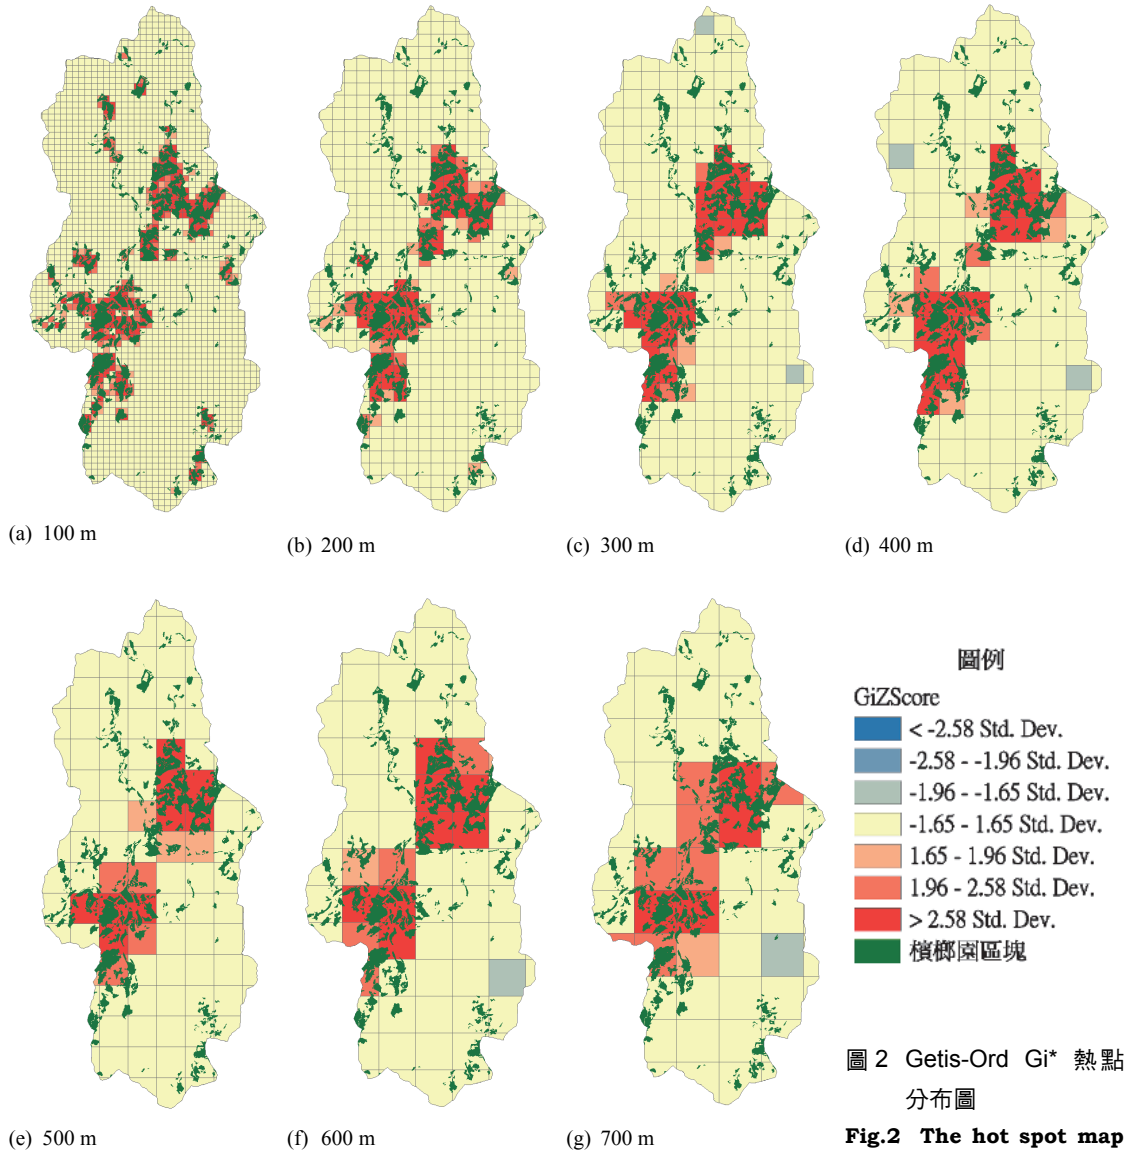 (a) 100 m
(b) 200 m
(c) 300 m
(d) 400 m
(e) 500 m
(f) 600 m
(g) 700 m
圖例
GiZScore
< -2.58 Std. Dev.
-2.58 - -1.96 Std. Dev.
-1.96 - -1.65 Std. Dev.
-1.65 - 1.65 Std. Dev.
1.65 - 1.96 Std. Dev.
1.96 - 2.58 Std. Dev.
> 2.58 Std. Dev.
檳榔園區塊
圖 2 Getis-Ord Gi* 熱點
分布圖
Fig.2 The hot spot map